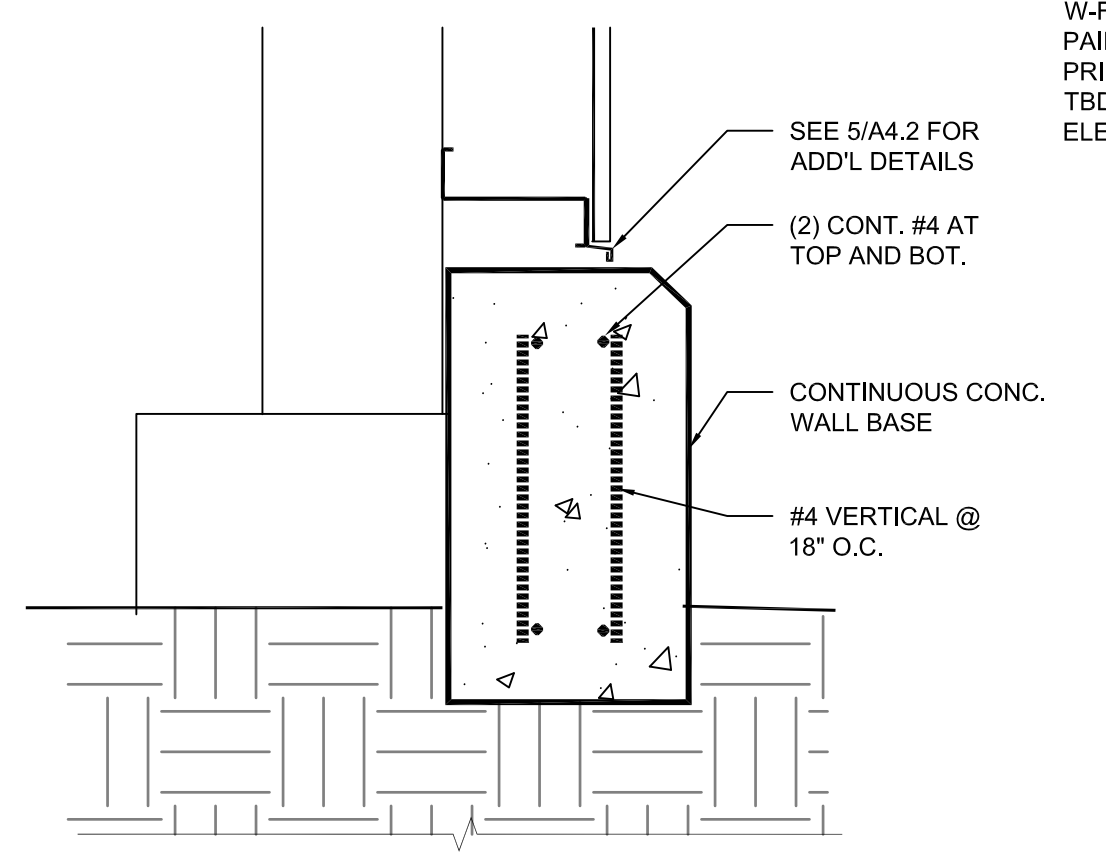 SEE 5/A4.2 FOR
ADD'L DETAILS
(2) CONT. #4 AT
TOP AND BOT.
CONTINUOUS CONC.
WALL BASE
#4 VERTICAL @
18" O.C.